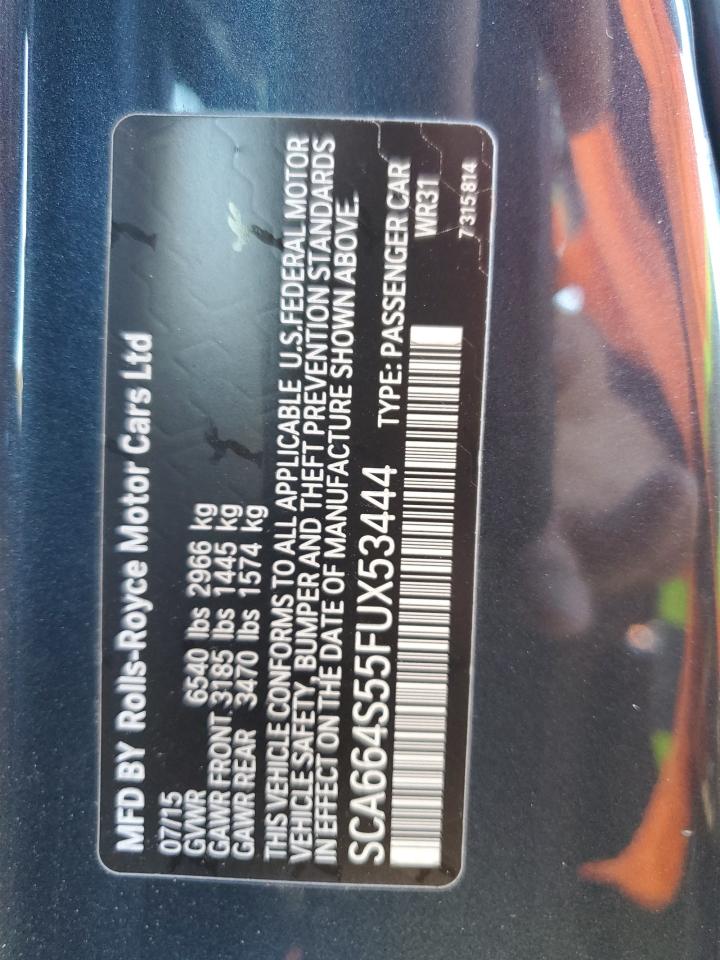 MFD BY Rolls-Royce Motor Cars Ltd
07/15
GVWR 6540 lbs 2966 kg
GAWR FRONT 3185 lbs 1445 kg
GAWR REAR 3470 lbs 1574 kg
THIS VEHICLE CONFORMS TO ALL APPLICABLE U.S.FEDERAL MOTOR
VEHICLE SAFETY, BUMPER AND THEFT PREVENTION STANDARDS
IN EFFECT ON THE DATE OF MANUFACTURE SHOWN ABOVE.
SCA664S55FUX53444 TYPE: PASSENGER CAR
WR31
7 315 814